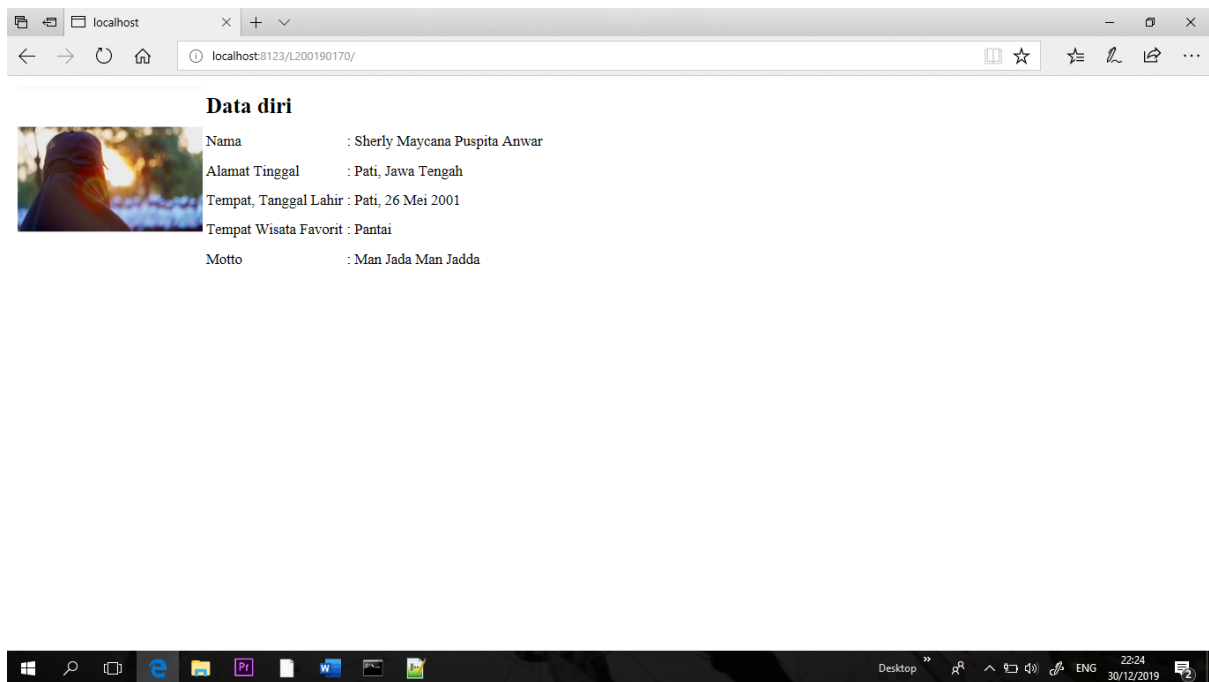 localhost
localhost:8123/L200190170/
Data diri
Nama : Sherly Maycana Puspita Anwar
Alamat Tinggal : Pati, Jawa Tengah
Tempat, Tanggal Lahir : Pati, 26 Mei 2001
Tempat Wisata Favorit : Pantai
Motto : Man Jada Man Jadda
Desktop ENG 22:24
30/12/2019
Pr
W
2